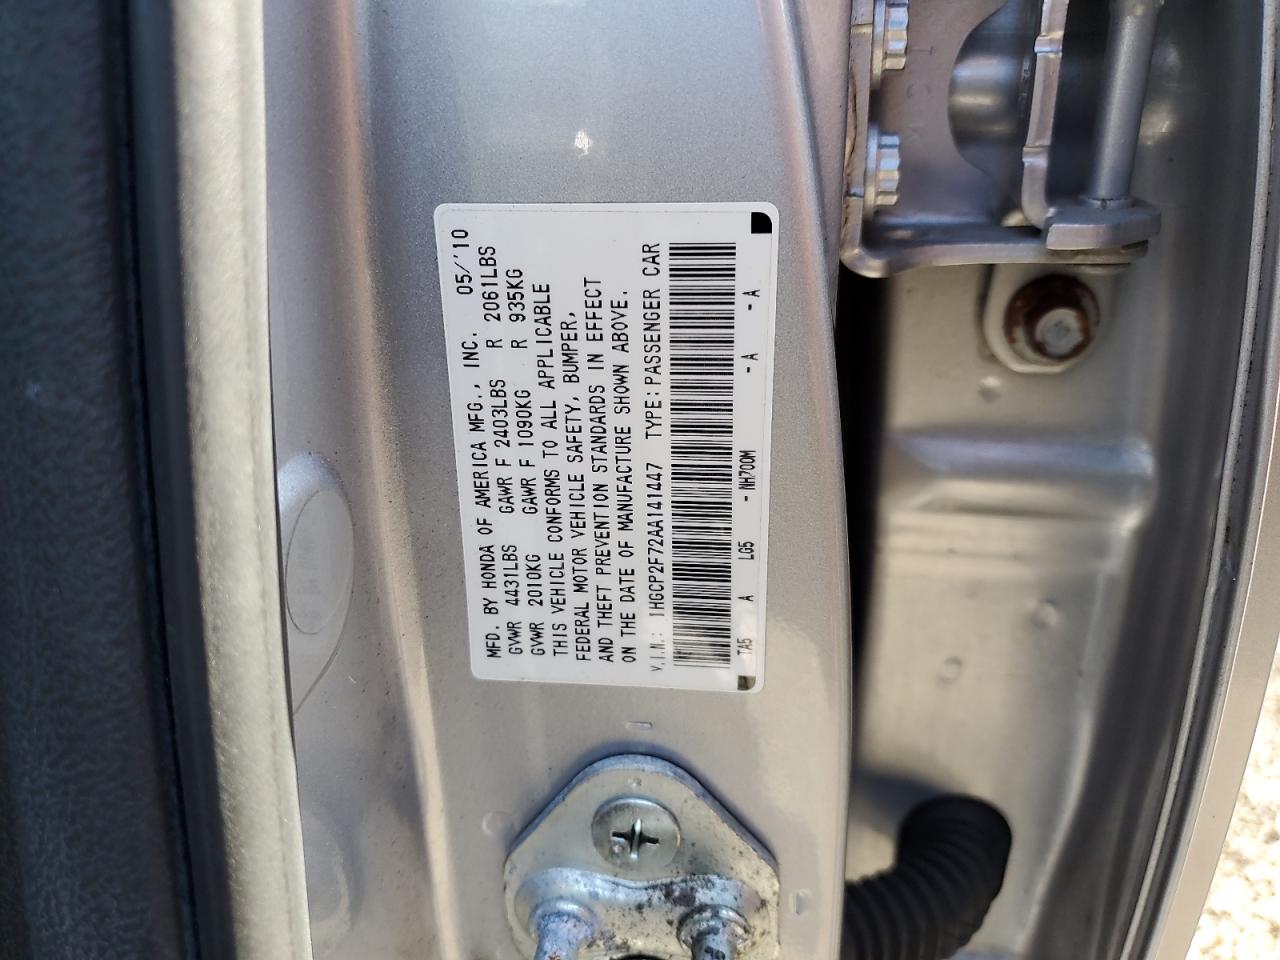 MFD. BY HONDA OF AMERICA MFG., INC. 05/'10
GVWR 4431LBS GAWR F 2403LBS R 2061LBS
GVWR 2010KG GAWR F 1090KG R 935KG
THIS VEHICLE CONFORMS TO ALL APPLICABLE
FEDERAL MOTOR VEHICLE SAFETY, BUMPER,
AND THEFT PREVENTION STANDARDS IN EFFECT
ON THE DATE OF MANUFACTURE SHOWN ABOVE.
V.I.N.: 1HGCP2F72AA141447 TYPE:PASSENGER CAR
TA5 A LG5 - NH700M - A - A